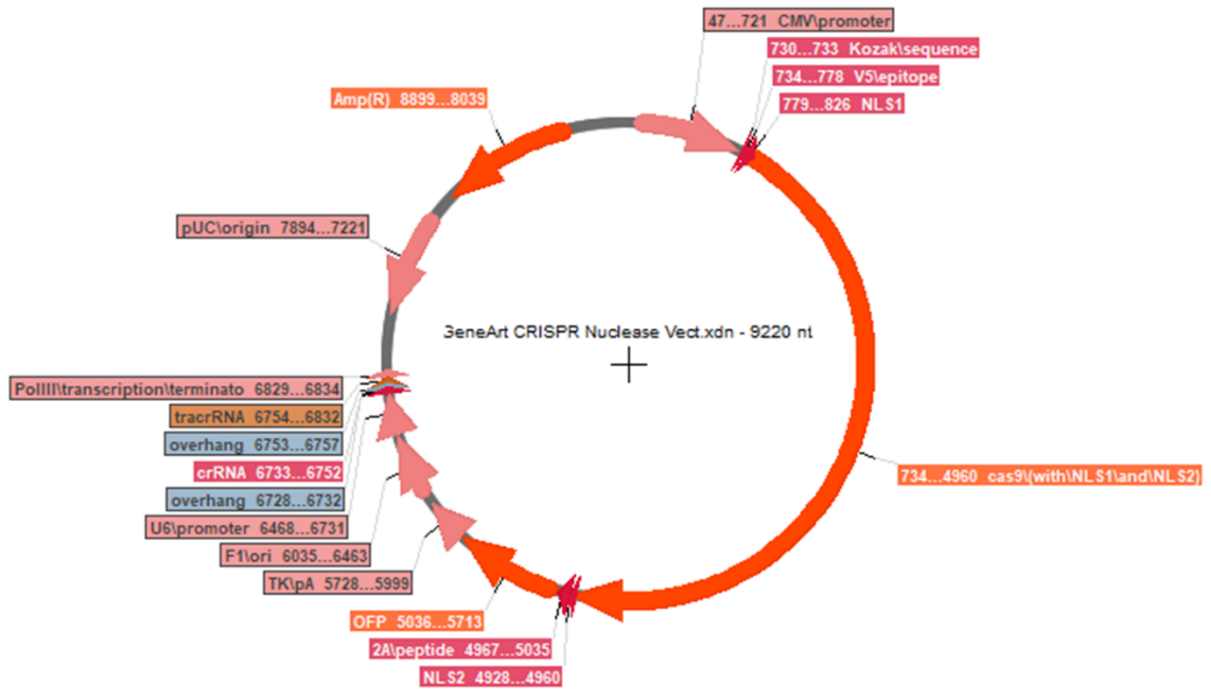 47...721 CMV\promoter
730...733 Kozak\sequence
734...778 V5\epitope
779...826 NLS1
Amp(R) 8899...8039
pUC\origin 7894...7221
GeneArt CRISPR Nuclease Vect.xdn - 9220 nt
PolIII\transcription\terminato 6829...6834
tracrRNA 6754...6832
overhang 6753...6757
crRNA 6733...6752
overhang 6728...6732
U6\promoter 6468...6731
F1\ori 6035...6463
TK\pA 5728...5999
OFP 5036...5713
2A\peptide 4967...5035
NLS2 4928...4960
734...4960 cas9\(with\NLS1\and\NLS2)